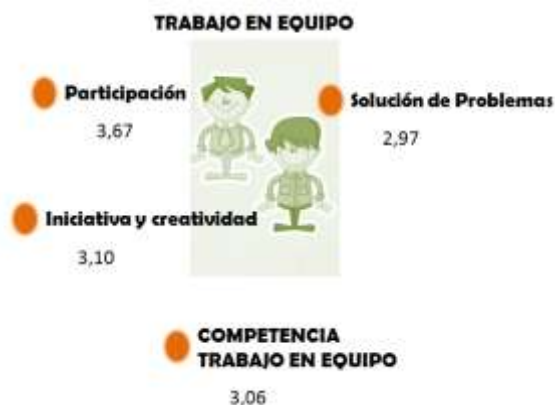 TRABAJO EN EQUIPO
Participación
3,67
Solución de Problemas
2,97
Iniciativa y creatividad
3,10
COMPETENCIA
TRABAJO EN EQUIPO
3,06